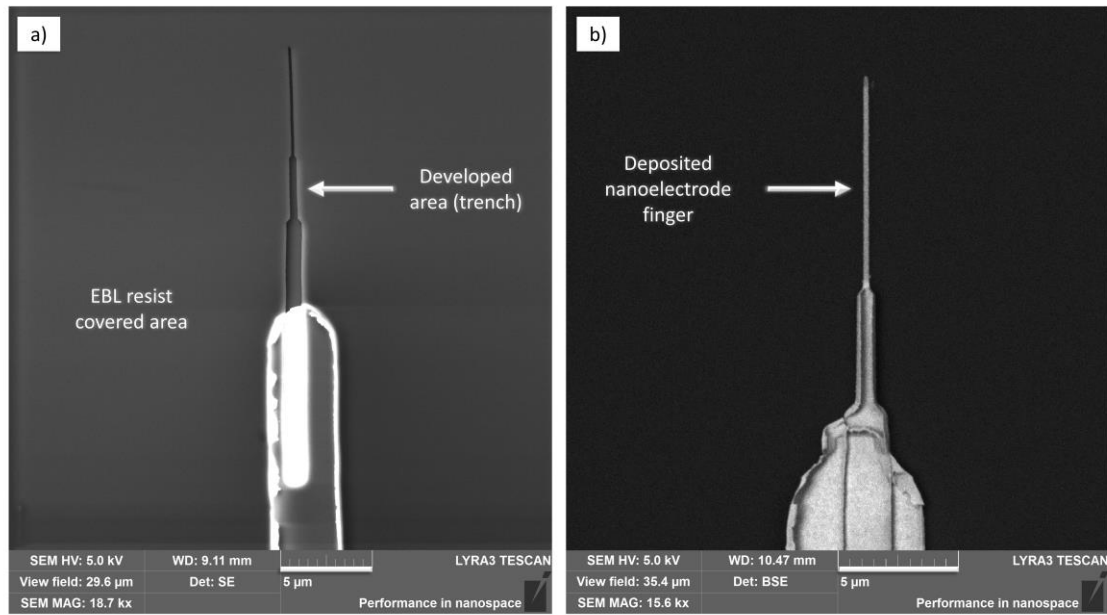 a)
Developed
area (trench)
EBL resist
covered area
SEM HV: 5.0 kV WD: 9.11 mm LYRA3 TESCAN
View field: 29.6 µm Det: SE 5 µm
SEM MAG: 18.7 kx Performance in nanospace
b)
Deposited
nanoelectrode
finger
SEM HV: 5.0 kV WD: 10.47 mm LYRA3 TESCAN
View field: 35.4 µm Det: BSE 5 µm
SEM MAG: 15.6 kx Performance in nanospace